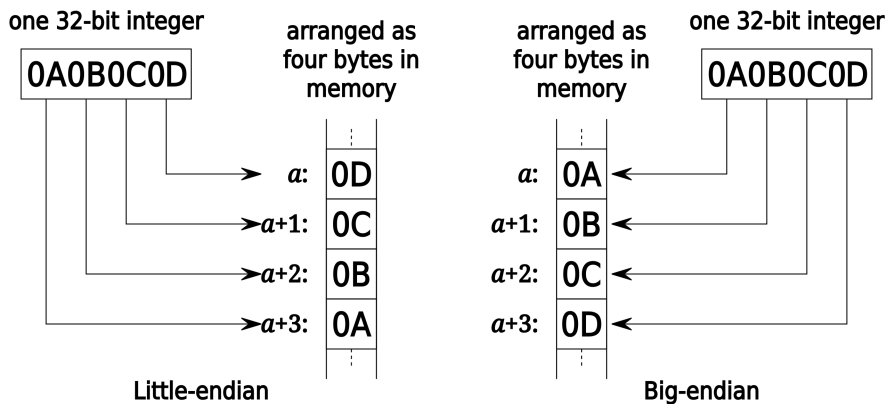 one 32-bit integer
0A0B0C0D
arranged as
four bytes in
memory
a: 0D
a+1: 0C
a+2: 0B
a+3: 0A
Little-endian
arranged as
four bytes in
memory
one 32-bit integer
0A0B0C0D
a: 0A
a+1: 0B
a+2: 0C
a+3: 0D
Big-endian